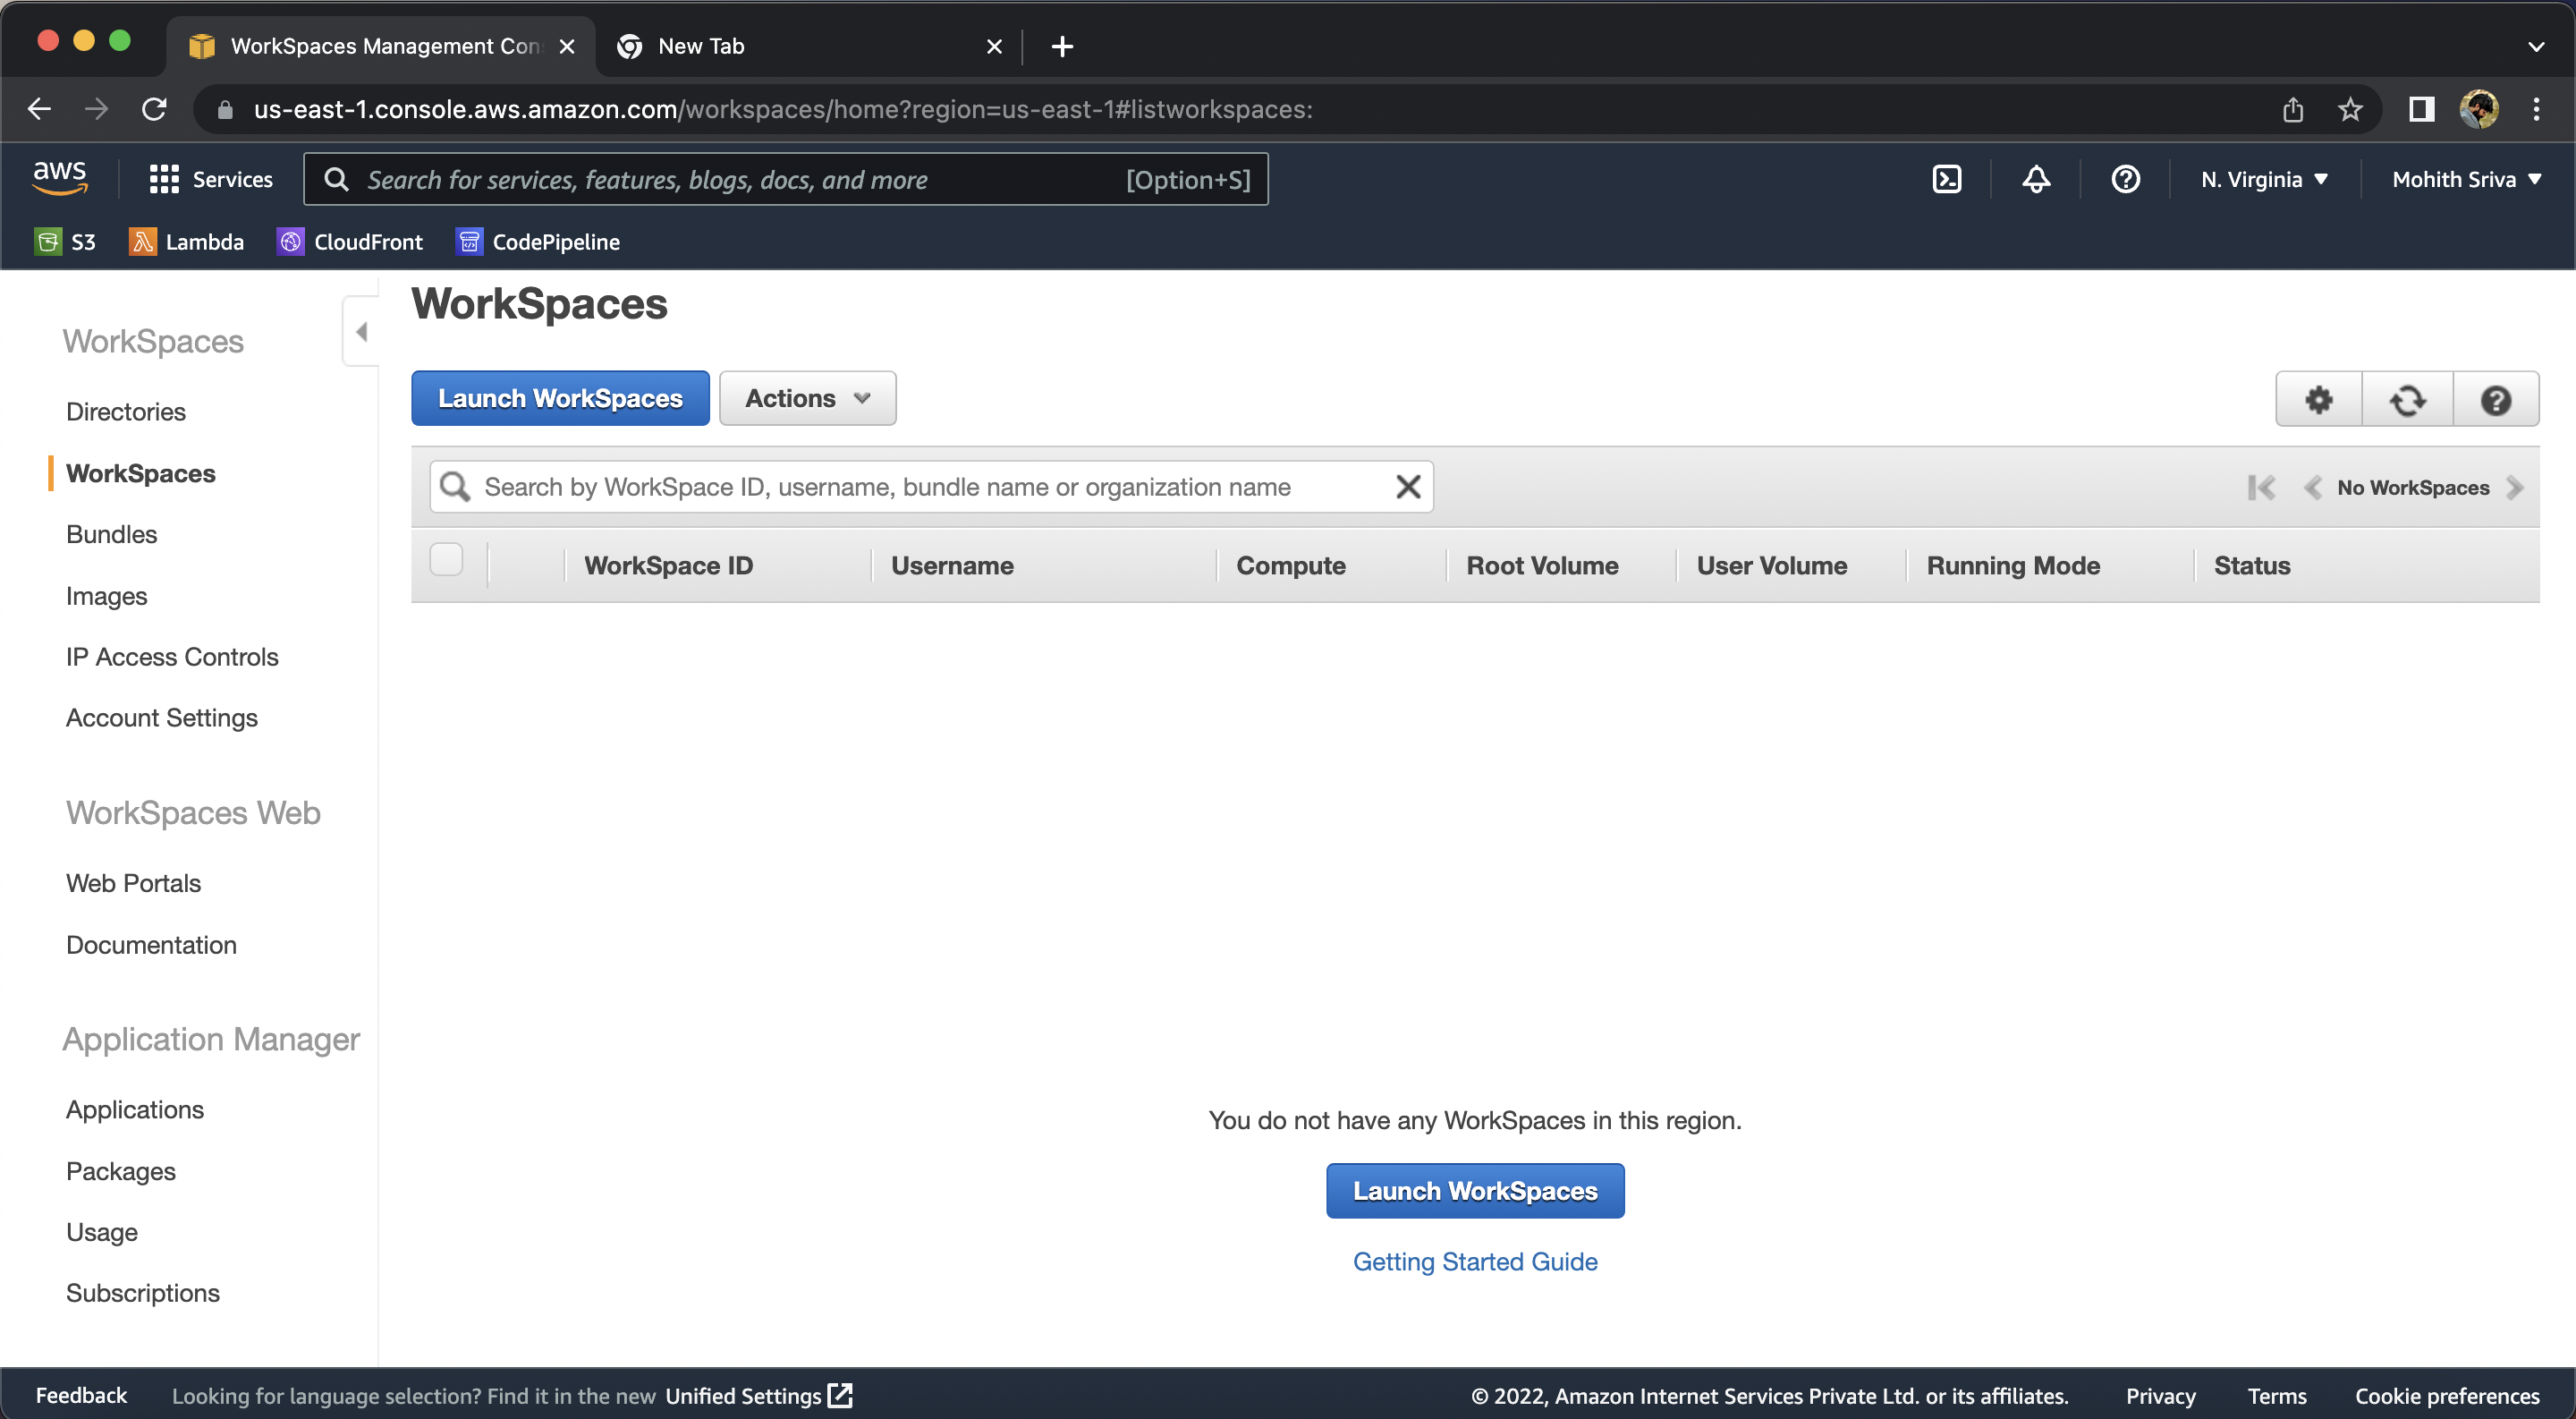 WorkSpaces Management Con
New Tab
us-east-1.console.aws.amazon.com/workspaces/home?region=us-east-1#listworkspaces:
aws
Services
Search for services, features, blogs, docs, and more
[Option+S]
N. Virginia
Mohith Sriva
S3
Lambda
CloudFront
CodePipeline
WorkSpaces
Directories
WorkSpaces
Bundles
Images
IP Access Controls
Account Settings
WorkSpaces Web
Web Portals
Documentation
Application Manager
Applications
Packages
Usage
Subscriptions
WorkSpaces
Launch WorkSpaces
Actions
Search by WorkSpace ID, username, bundle name or organization name
No WorkSpaces
WorkSpace ID
Username
Compute
Root Volume
User Volume
Running Mode
Status
You do not have any WorkSpaces in this region.
Launch WorkSpaces
Getting Started Guide
Feedback
Looking for language selection? Find it in the new Unified Settings
© 2022, Amazon Internet Services Private Ltd. or its affiliates.
Privacy
Terms
Cookie preferences